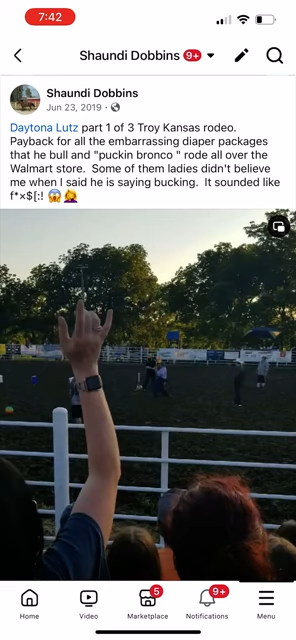 7:42
Shaundi Dobbins 9+
Shaundi Dobbins
Jun 23, 2019 ·
Daytona Lutz part 1 of 3 Troy Kansas rodeo.
Payback for all the embarrassing diaper packages
that he bull and "puckin bronco " rode all over the
Walmart store. Some of them ladies didn't believe
me when I said he is saying bucking. It sounded like
f*×$[:! 😱🤦‍♀️
5
9+
Home Video Marketplace Notifications Menu